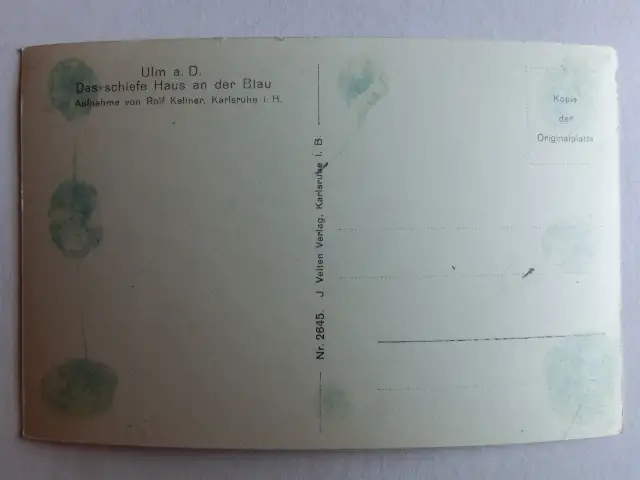 Ulm a. D.
Das schiefe Haus an der Blau
Aufnahme von Rolf Kellner, Karlsruhe i. B.
Nr. 2645. J Velten Verlag, Karlsruhe i. B
Kopie
der
Originalplatte